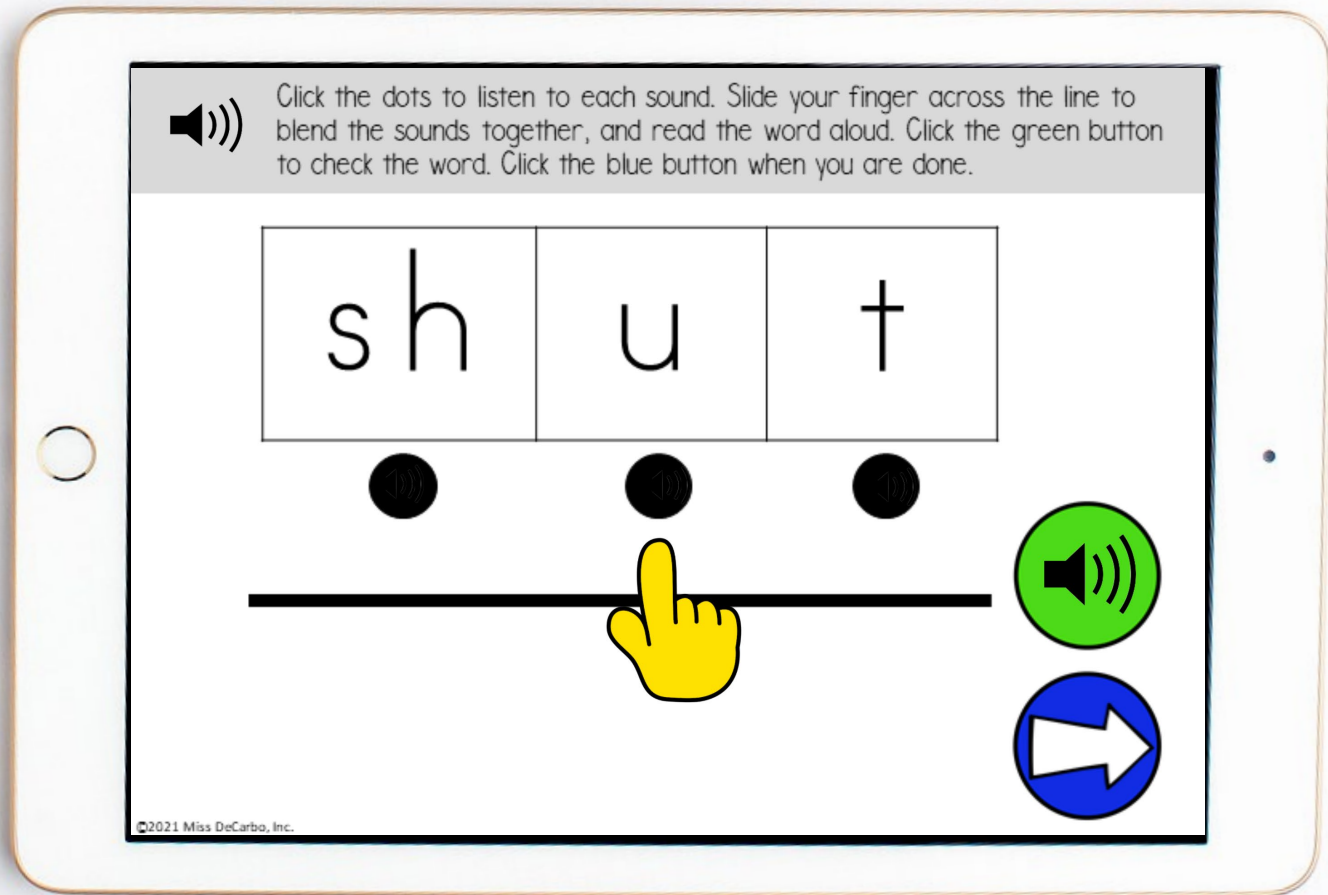 Click the dots to listen to each sound. Slide your finger across the line to
blend the sounds together, and read the word aloud. Click the green button
to check the word. Click the blue button when you are done.
sh u t
©2021 Miss DeCarbo, Inc.